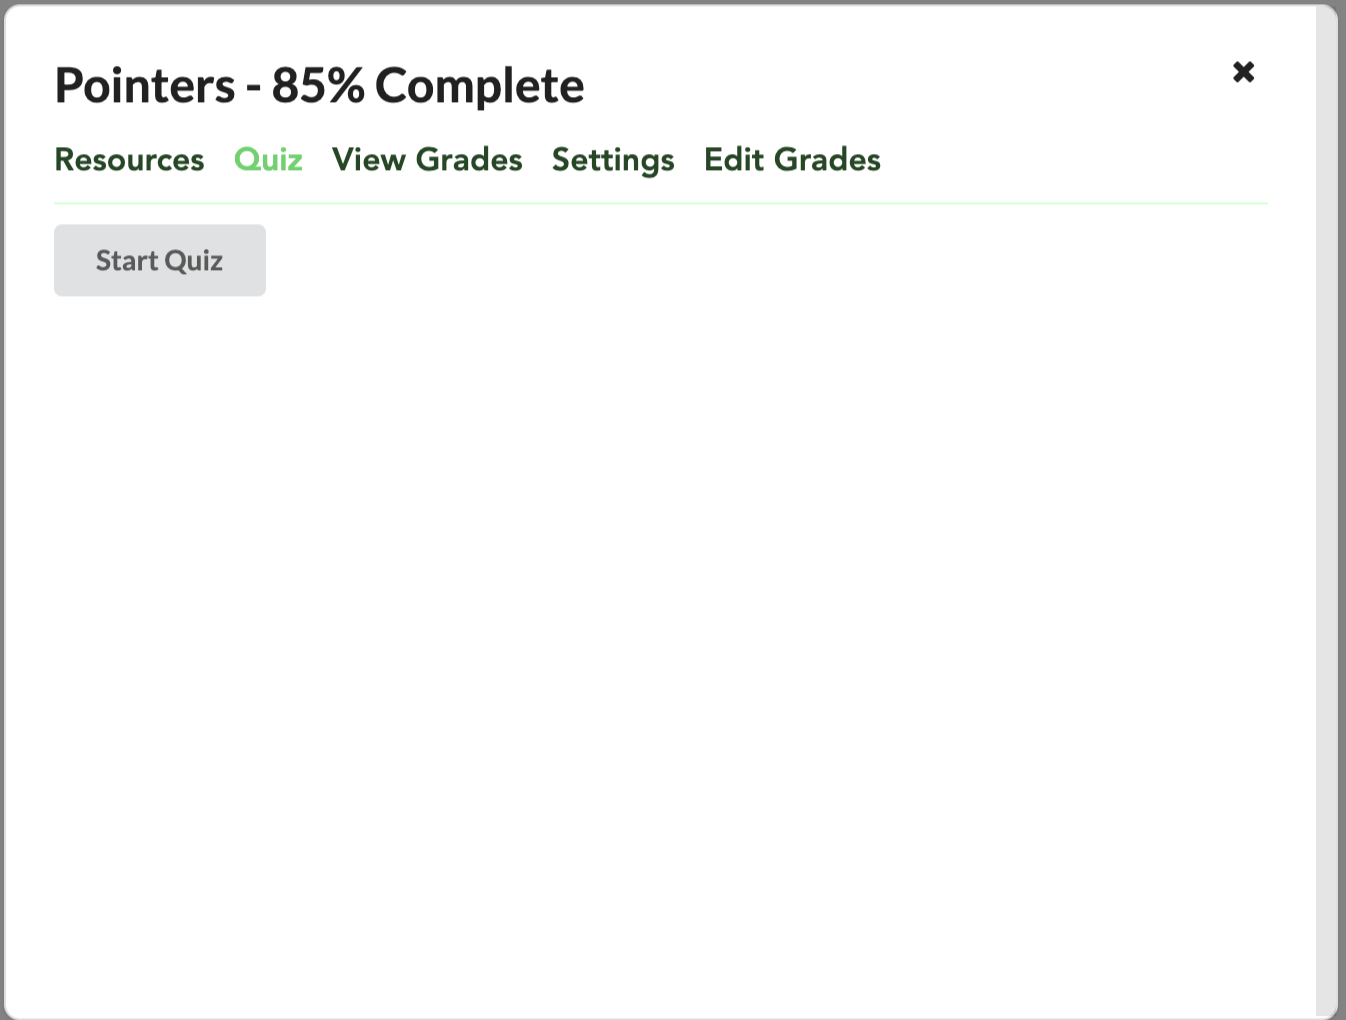 Pointers - 85% Complete
Resources Quiz View Grades Settings Edit Grades
Start Quiz